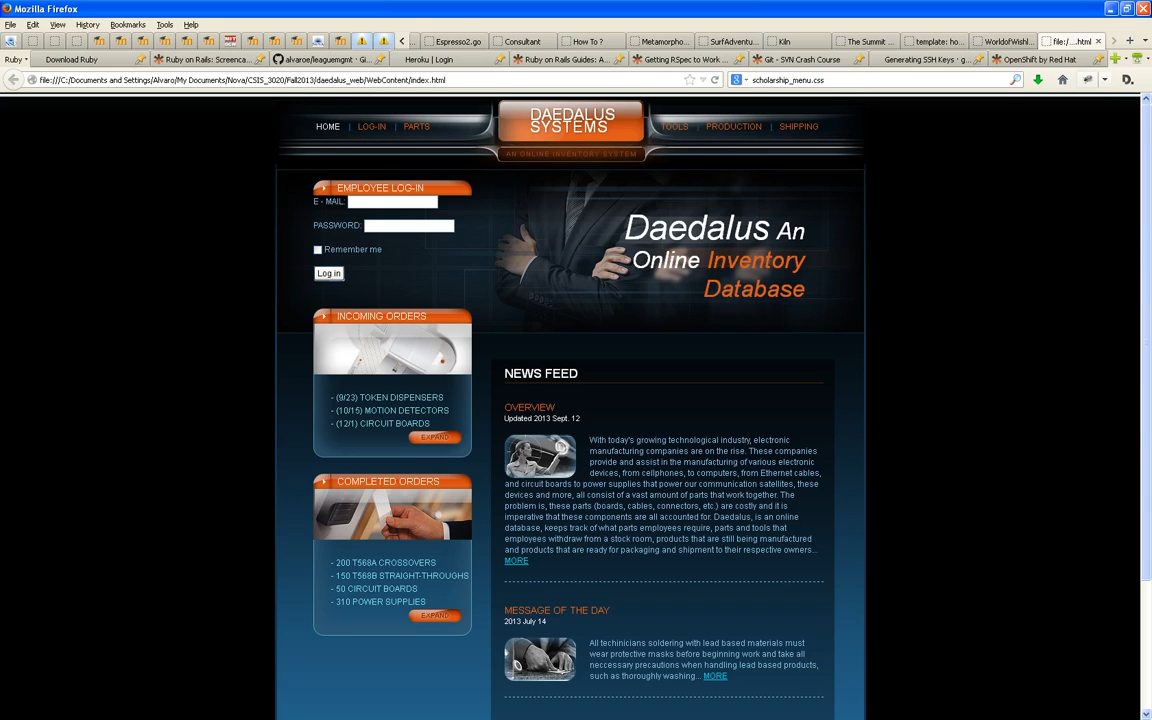 Mozilla Firefox
File Edit View History Bookmarks Tools Help
... Espresso2.go Consultant How To ? Metamorpho... SurfAdventu... Kiln The Summit ... template: ho... WorldofWishl... file:/....html
Ruby Download Ruby Ruby on Rails: Screenca... alvaroe/leaguemgmt · G... Heroku | Login Ruby on Rails Guides: A... Getting RSpec to Work ... Git - SVN Crash Course Generating SSH Keys · g... OpenShift by Red Hat
file:///C:/Documents and Settings/Alvaro/My Documents/Nova/CSIS_3020/Fall2013/daedalus_web/WebContent/index.html
scholarship_menu.css
D.
HOME | LOG-IN | PARTS
DAEDALUS
SYSTEMS
AN ONLINE INVENTORY SYSTEM
TOOLS | PRODUCTION | SHIPPING
EMPLOYEE LOG-IN
E - MAIL:
PASSWORD:
Remember me
Log in
Daedalus An
Online Inventory
Database
INCOMING ORDERS
- (9/23) TOKEN DISPENSERS
- (10/15) MOTION DETECTORS
- (12/1) CIRCUIT BOARDS
EXPAND
COMPLETED ORDERS
- 200 T568A CROSSOVERS
- 150 T568B STRAIGHT-THROUGHS
- 50 CIRCUIT BOARDS
- 310 POWER SUPPLIES
EXPAND
NEWS FEED
OVERVIEW
Updated 2013 Sept. 12
With today's growing technological industry, electronic
manufacturing companies are on the rise. These companies
provide and assist in the manufacturing of various electronic
devices, from cellphones, to computers, from Ethernet cables,
and circuit boards to power supplies that power our communication satellites, these
devices and more, all consist of a vast amount of parts that work together. The
problem is, these parts (boards, cables, connectors, etc.) are costly and it is
imperative that these components are all accounted for. Daedalus, is an online
database, keeps track of what parts employees require, parts and tools that
employees withdraw from a stock room, products that are still being manufactured
and products that are ready for packaging and shipment to their respective owners...
MORE
MESSAGE OF THE DAY
2013 July 14
All techinicians soldering with lead based materials must
wear protective masks before beginning work and take all
neccessary precautions when handling lead based products,
such as thoroughly washing... MORE